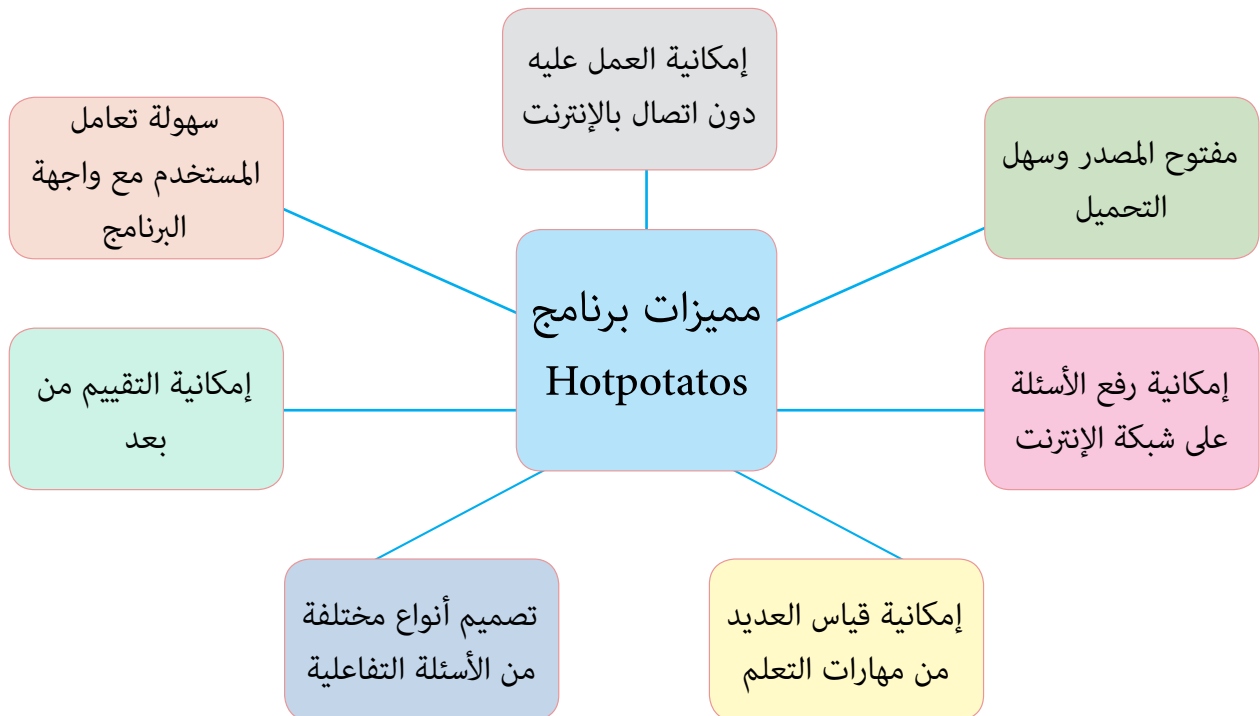 إمكانية العمل عليه
دون اتصال بالإنترنت
مفتوح المصدر وسهل
التحميل
سهولة تعامل
المستخدم مع واجهة
البرنامج
مميزات برنامج
Hotpotatos
إمكانية رفع الأسئلة
على شبكة الإنترنت
إمكانية التقييم من
بعد
إمكانية قياس العديد
من مهارات التعلم
تصميم أنواع مختلفة
من الأسئلة التفاعلية